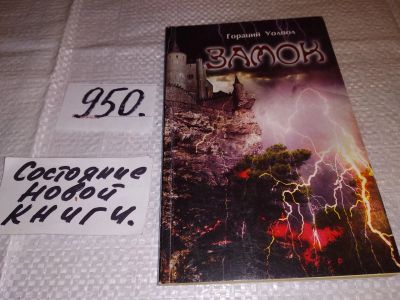 Гораций Уолпол
ЗАМОК
950.
Состояние
новой
книги.